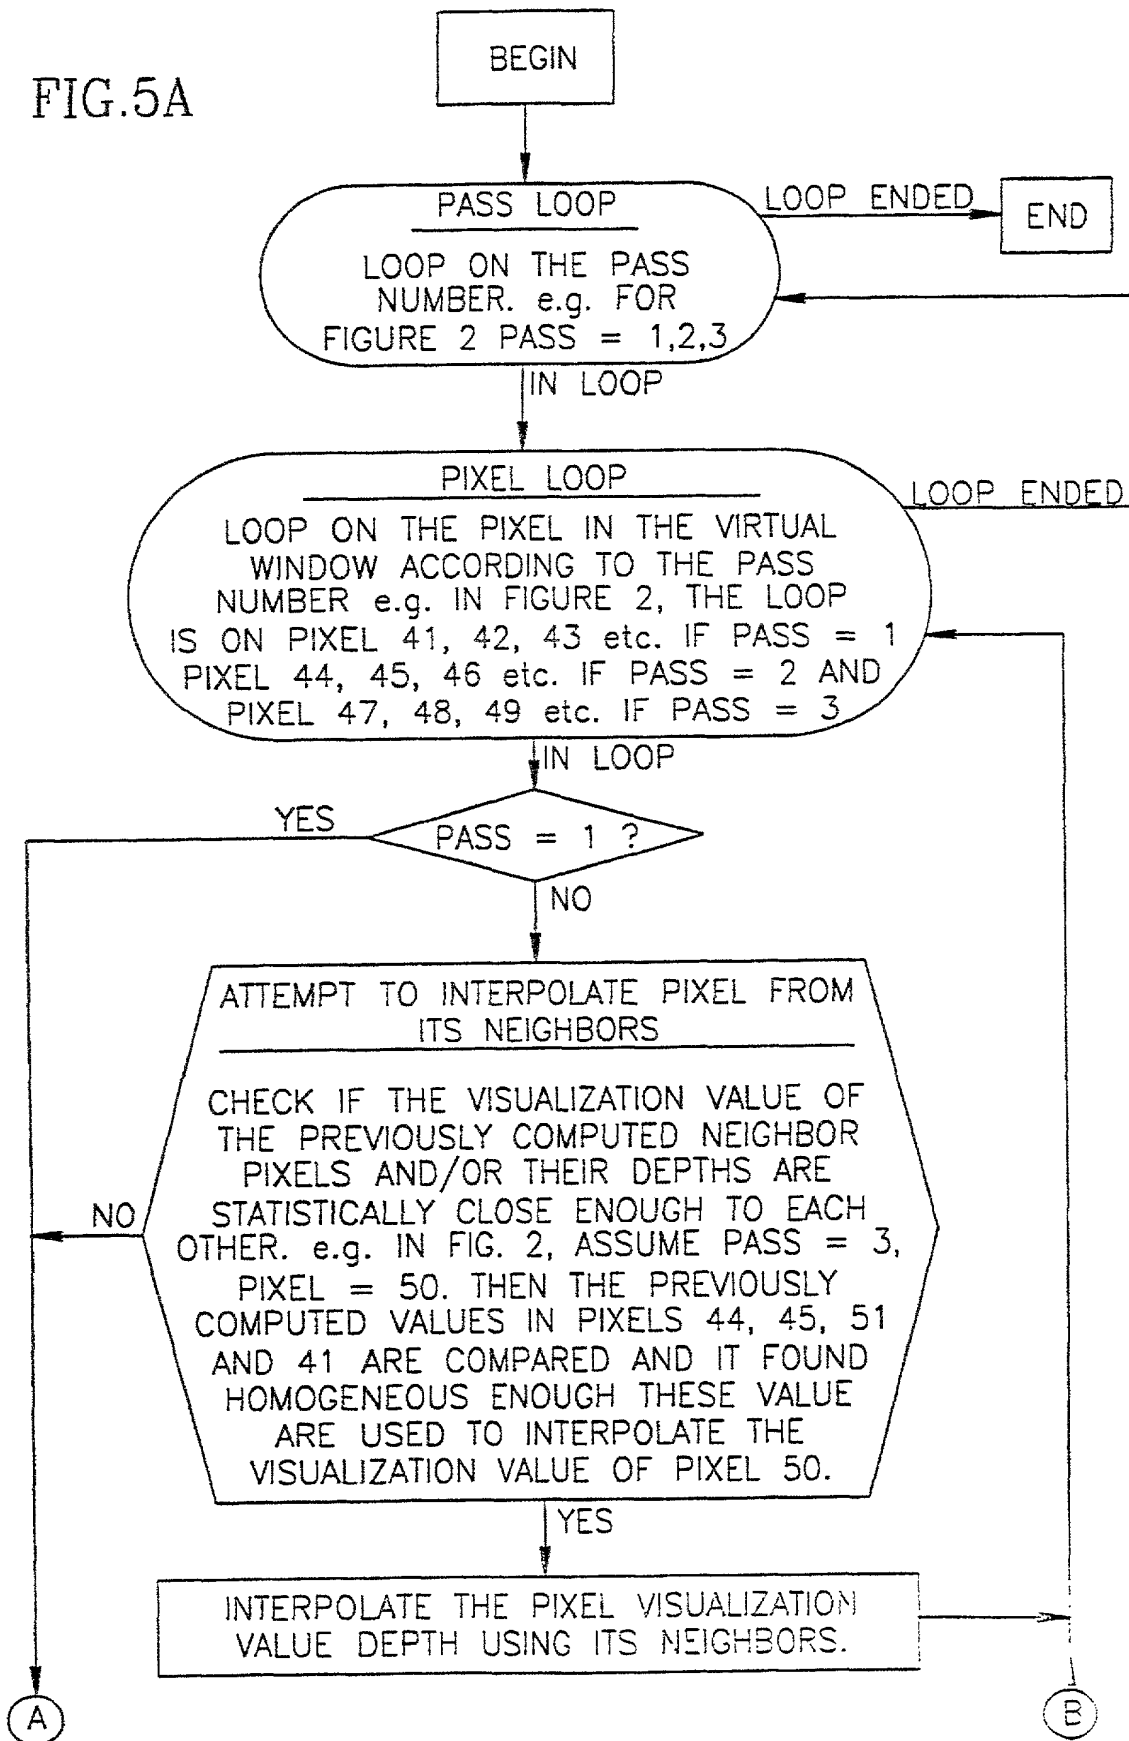 FIG.5A
BEGIN
PASS LOOP
LOOP ENDED
END
LOOP ON THE PASS
NUMBER. e.g. FOR
FIGURE 2 PASS = 1,2,3
IN LOOP
PIXEL LOOP
LOOP ENDED
LOOP ON THE PIXEL IN THE VIRTUAL
WINDOW ACCORDING TO THE PASS
NUMBER e.g. IN FIGURE 2, THE LOOP
IS ON PIXEL 41, 42, 43 etc. IF PASS = 1
PIXEL 44, 45, 46 etc. IF PASS = 2 AND
PIXEL 47, 48, 49 etc. IF PASS = 3
IN LOOP
YES
PASS = 1 ?
NO
ATTEMPT TO INTERPOLATE PIXEL FROM
ITS NEIGHBORS
CHECK IF THE VISUALIZATION VALUE OF
THE PREVIOUSLY COMPUTED NEIGHBOR
PIXELS AND/OR THEIR DEPTHS ARE
STATISTICALLY CLOSE ENOUGH TO EACH
OTHER. e.g. IN FIG. 2, ASSUME PASS = 3,
PIXEL = 50. THEN THE PREVIOUSLY
COMPUTED VALUES IN PIXELS 44, 45, 51
AND 41 ARE COMPARED AND IT FOUND
HOMOGENEOUS ENOUGH THESE VALUE
ARE USED TO INTERPOLATE THE
VISUALIZATION VALUE OF PIXEL 50.
NO
YES
INTERPOLATE THE PIXEL VISUALIZATION
VALUE DEPTH USING ITS NEIGHBORS.
A
B